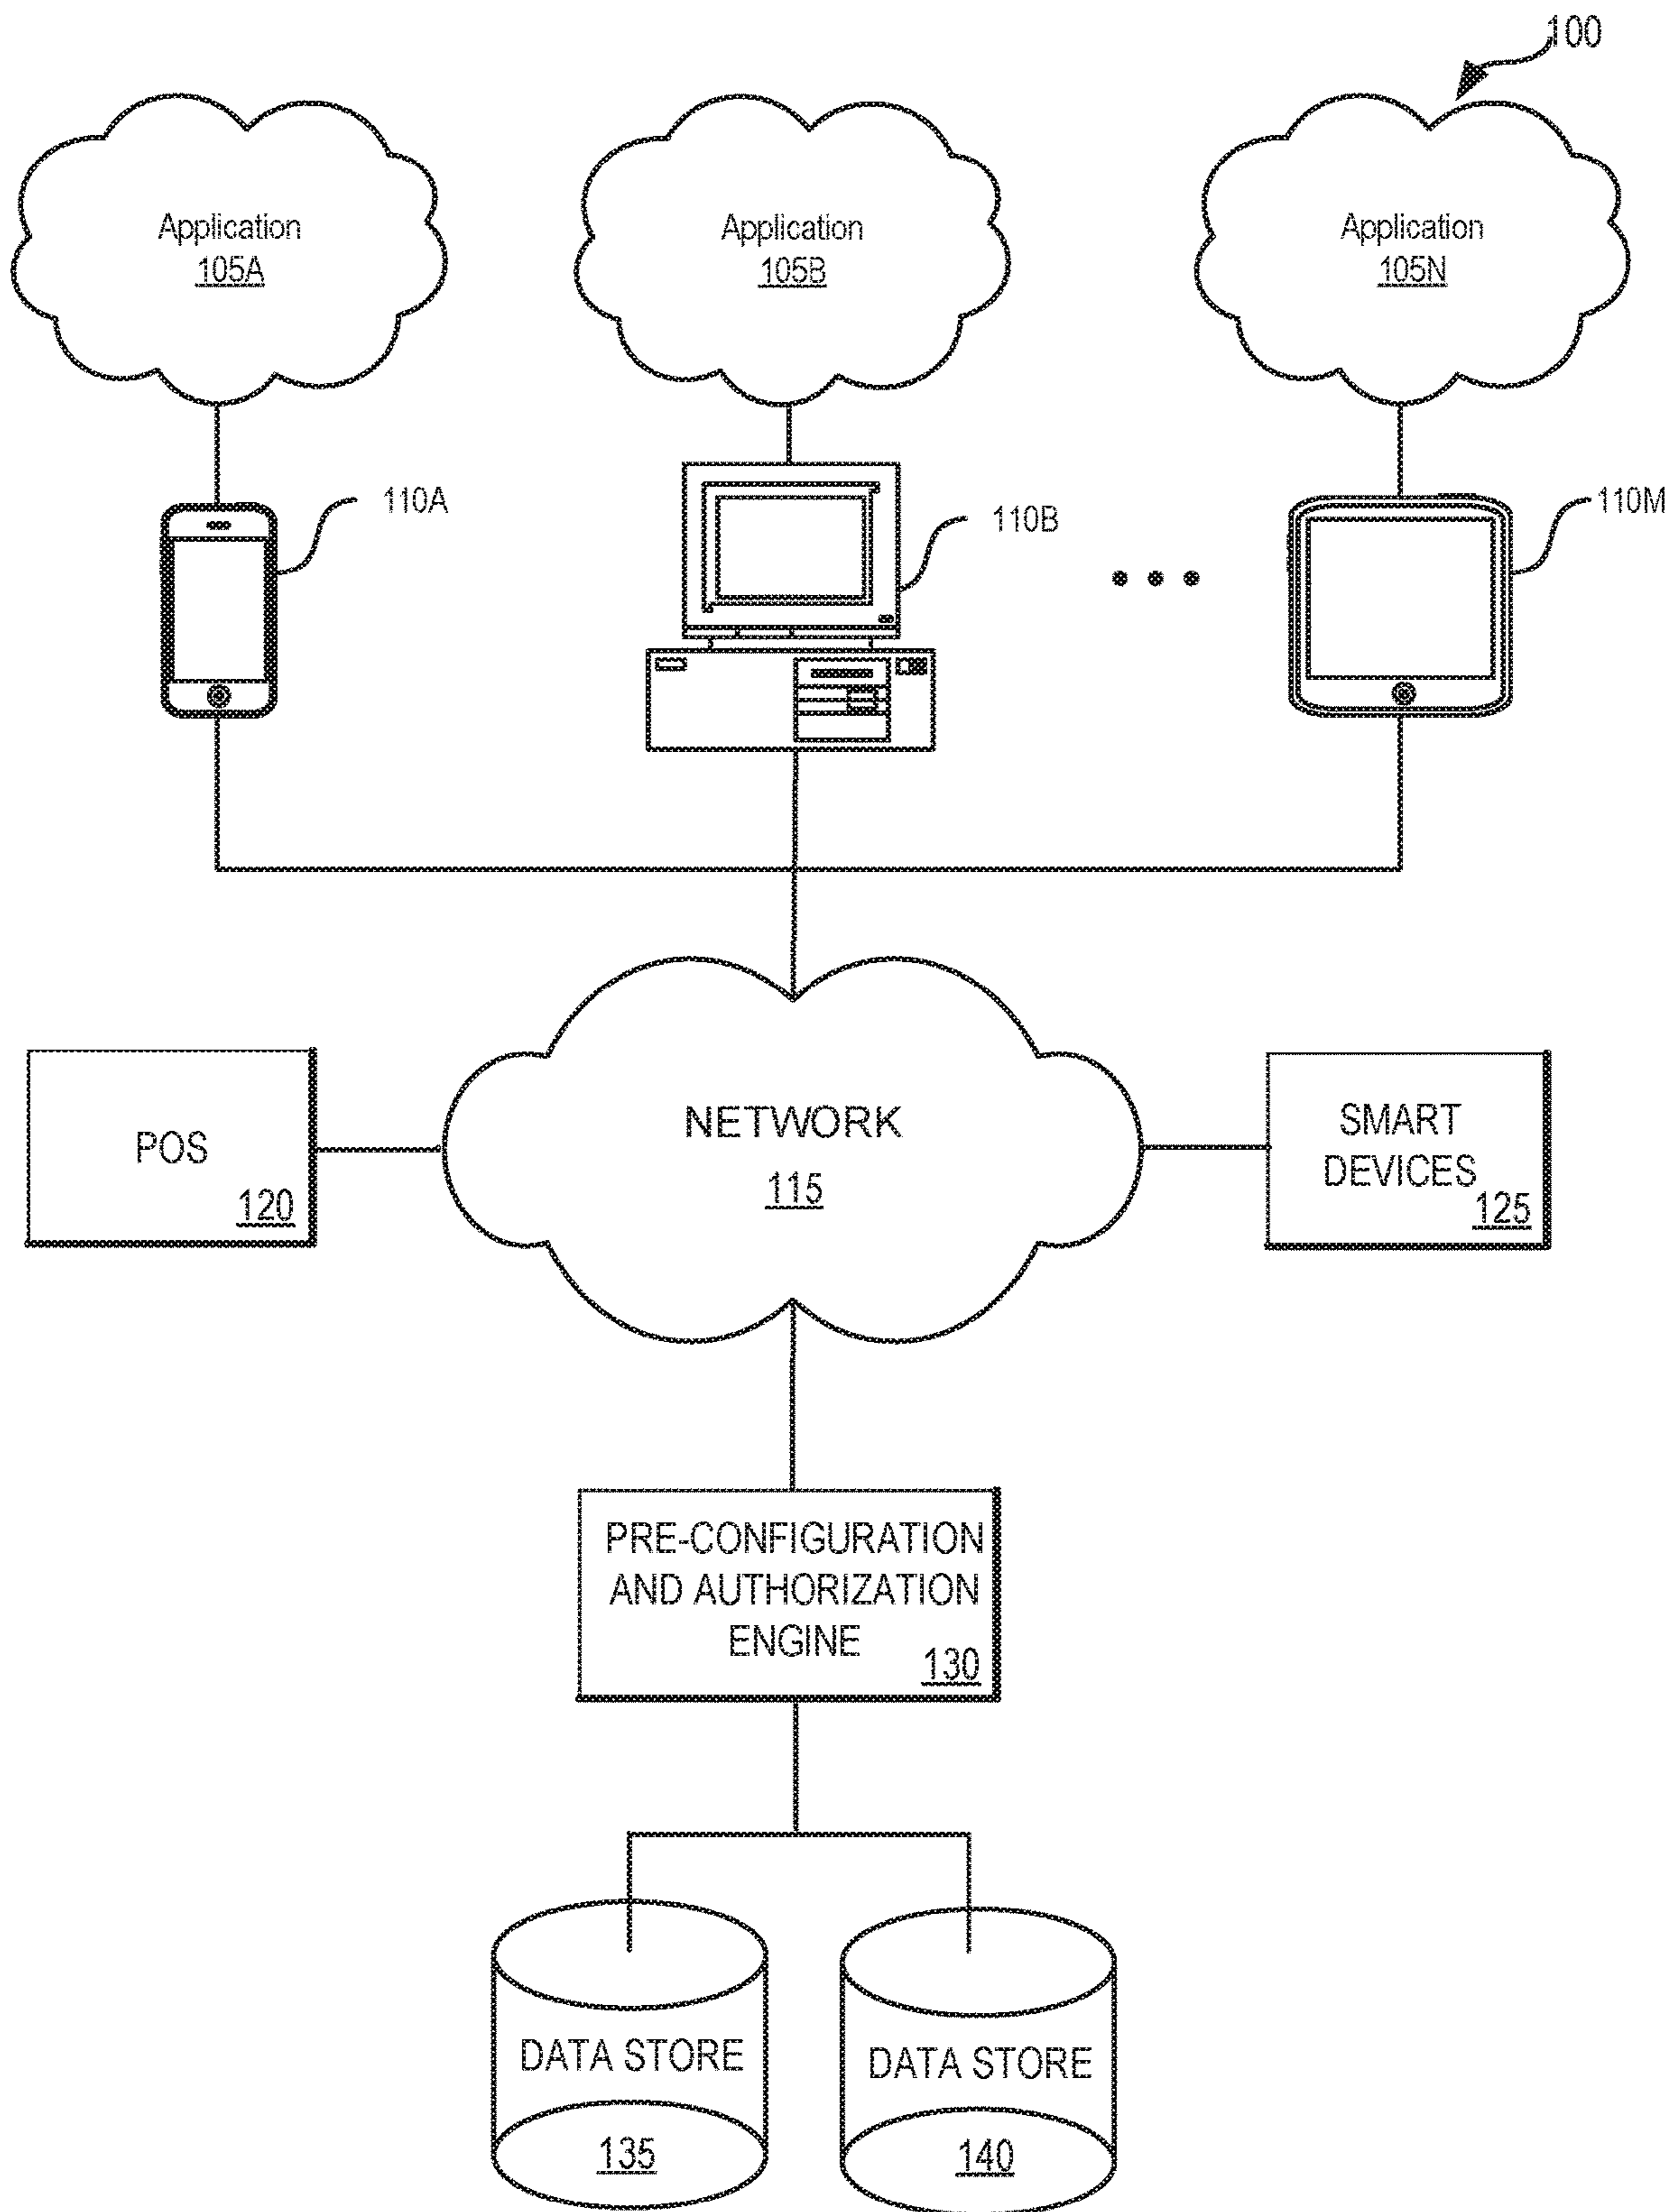 100
Application
105A
Application
105B
Application
105N
110A
110B
110M
NETWORK
115
POS
120
SMART
DEVICES
125
PRE-CONFIGURATION
AND AUTHORIZATION
ENGINE
130
DATA STORE
135
DATA STORE
140